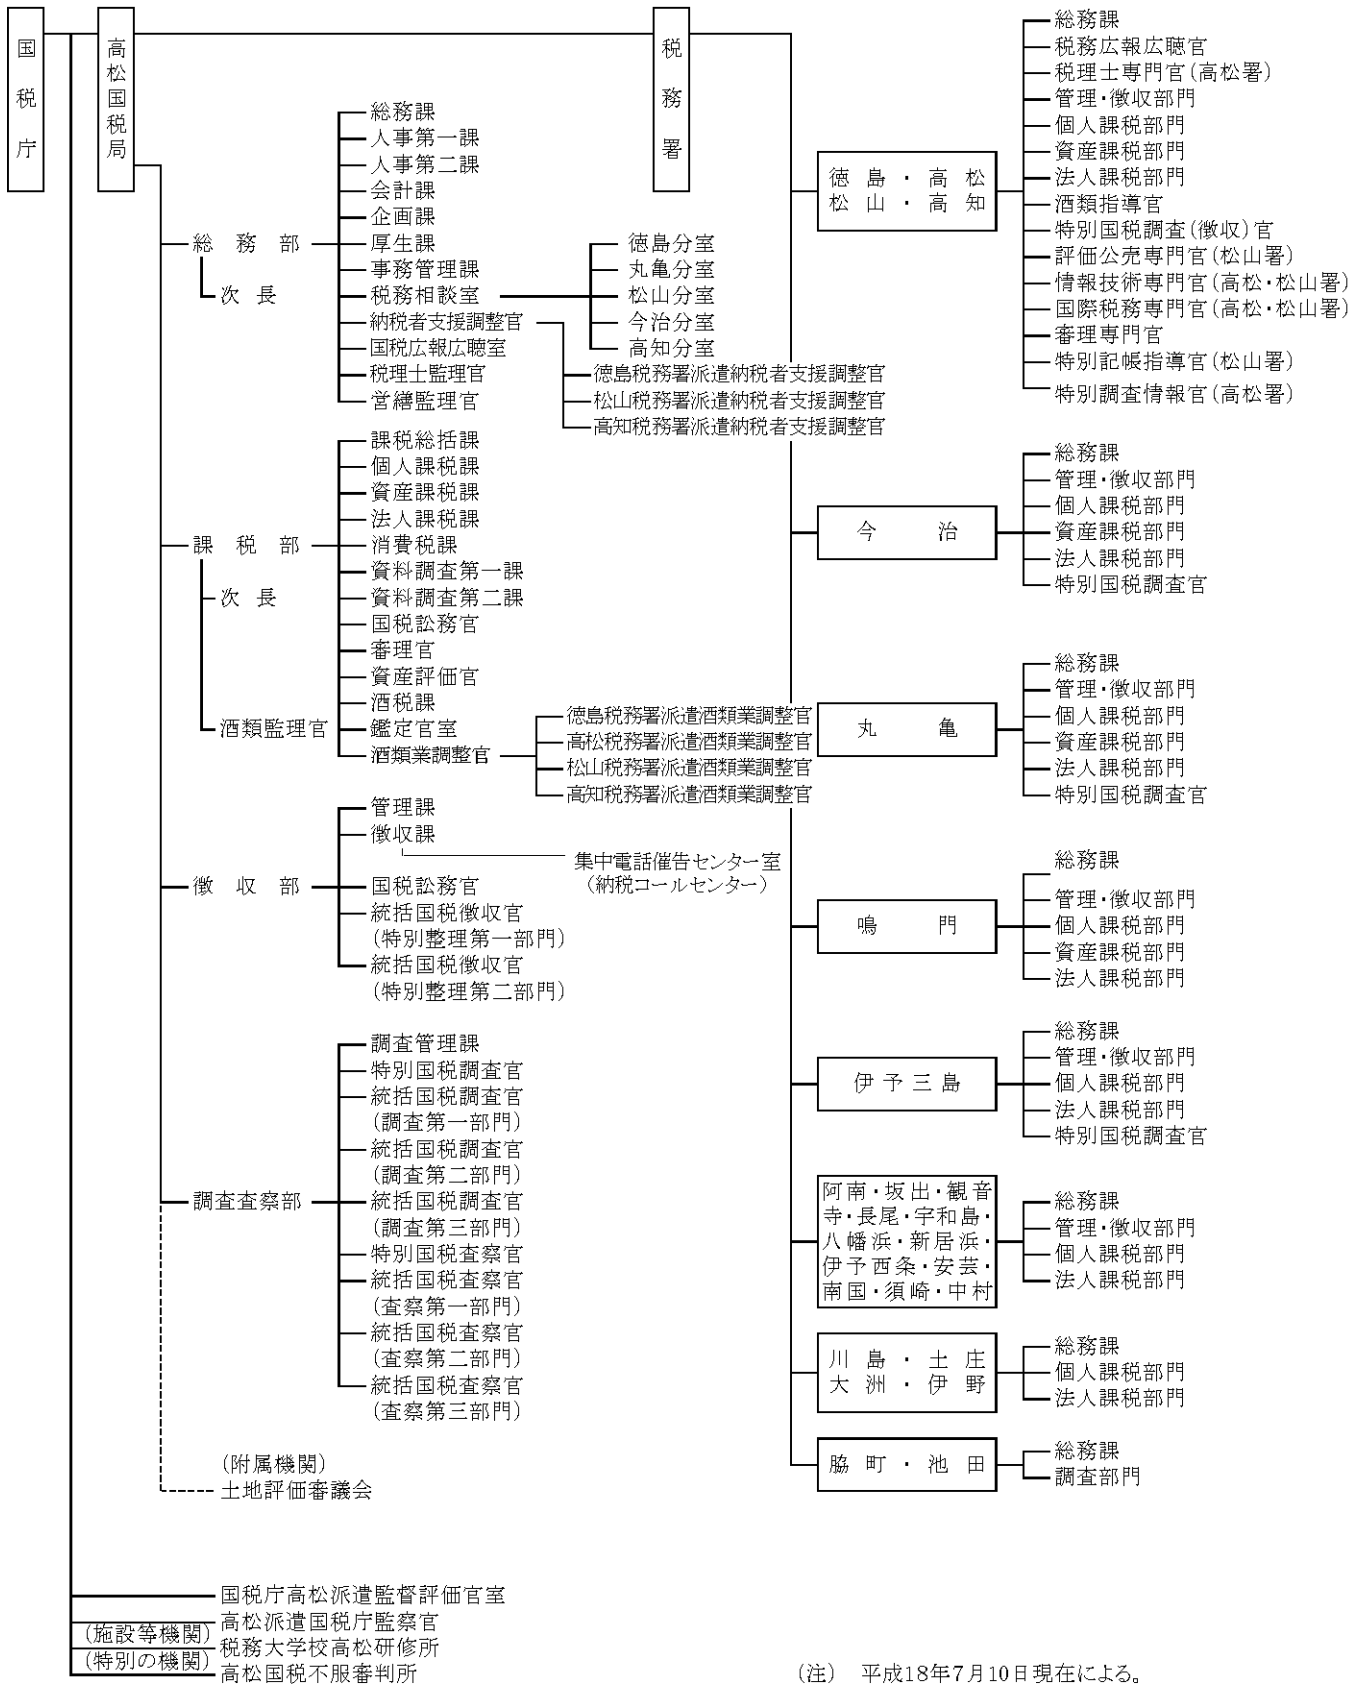 国税庁
高松国税局
総務部
次長
総務課
人事第一課
人事第二課
会計課
企画課
厚生課
事務管理課
税務相談室
納税者支援調整官
国税広報広聴室
税理士監理官
営繕監理官
徳島分室
丸亀分室
松山分室
今治分室
高知分室
徳島税務署派遣納税者支援調整官
松山税務署派遣納税者支援調整官
高知税務署派遣納税者支援調整官
課税部
次長
酒類監理官
課税総括課
個人課税課
資産課税課
法人課税課
消費税課
資料調査第一課
資料調査第二課
国税訟務官
審理官
資産評価官
酒税課
鑑定官室
酒類業調整官
徳島税務署派遣酒類業調整官
高松税務署派遣酒類業調整官
松山税務署派遣酒類業調整官
高知税務署派遣酒類業調整官
徴収部
管理課
徴収課
集中電話催告センター室
(納税コールセンター)
国税訟務官
統括国税徴収官
(特別整理第一部門)
統括国税徴収官
(特別整理第二部門)
調査査察部
調査管理課
特別国税調査官
統括国税調査官
(調査第一部門)
統括国税調査官
(調査第二部門)
統括国税調査官
(調査第三部門)
特別国税査察官
統括国税査察官
(査察第一部門)
統括国税査察官
(査察第二部門)
統括国税査察官
(査察第三部門)
(附属機関)
土地評価審議会
国税庁高松派遣監督評価官室
高松派遣国税庁監察官
(施設等機関)
税務大学校高松研修所
(特別の機関)
高松国税不服審判所
税務署
徳島・高松
松山・高知
総務課
税務広報広聴官
税理士専門官(高松署)
管理・徴収部門
個人課税部門
資産課税部門
法人課税部門
酒類指導官
特別国税調査(徴収)官
評価公売専門官(松山署)
情報技術専門官(高松・松山署)
国際税務専門官(高松・松山署)
審理専門官
特別記帳指導官(松山署)
特別調査情報官(高松署)
今治
総務課
管理・徴収部門
個人課税部門
資産課税部門
法人課税部門
特別国税調査官
丸亀
総務課
管理・徴収部門
個人課税部門
資産課税部門
法人課税部門
特別国税調査官
鳴門
総務課
管理・徴収部門
個人課税部門
資産課税部門
法人課税部門
伊予三島
総務課
管理・徴収部門
個人課税部門
法人課税部門
特別国税調査官
阿南・坂出・観音
寺・長尾・宇和島・
八幡浜・新居浜・
伊予西条・安芸・
南国・須崎・中村
総務課
管理・徴収部門
個人課税部門
法人課税部門
川島・土庄
大洲・伊野
総務課
個人課税部門
法人課税部門
脇町・池田
総務課
調査部門
(注) 平成18年7月10日現在による。